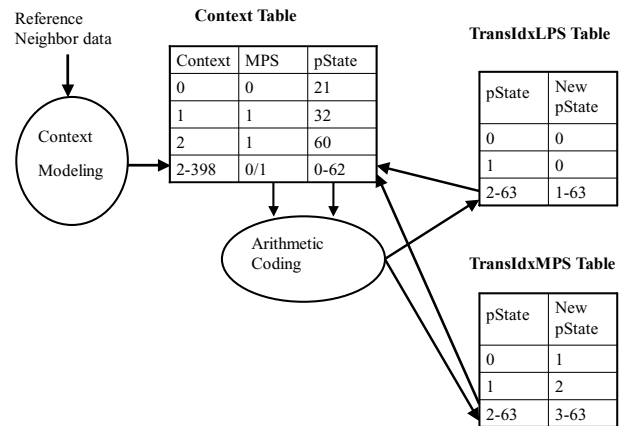 Reference
Neighbor data
Context
Modeling
Context Table
Context MPS pState
0 0 21
1 1 32
2 1 60
2-398 0/1 0-62
Arithmetic
Coding
TransIdxLPS Table
pState New
pState
0 0
1 0
2-63 1-63
TransIdxMPS Table
pState New
pState
0 1
1 2
2-63 3-63